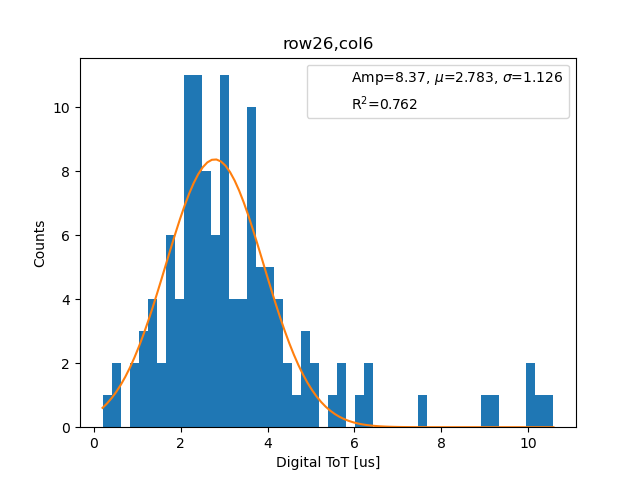 row26,col6
Amp=8.37, μ=2.783, σ=1.126
R²=0.762
Counts
10
8
6
4
2
0
0 2 4 6 8 10
Digital ToT [us]